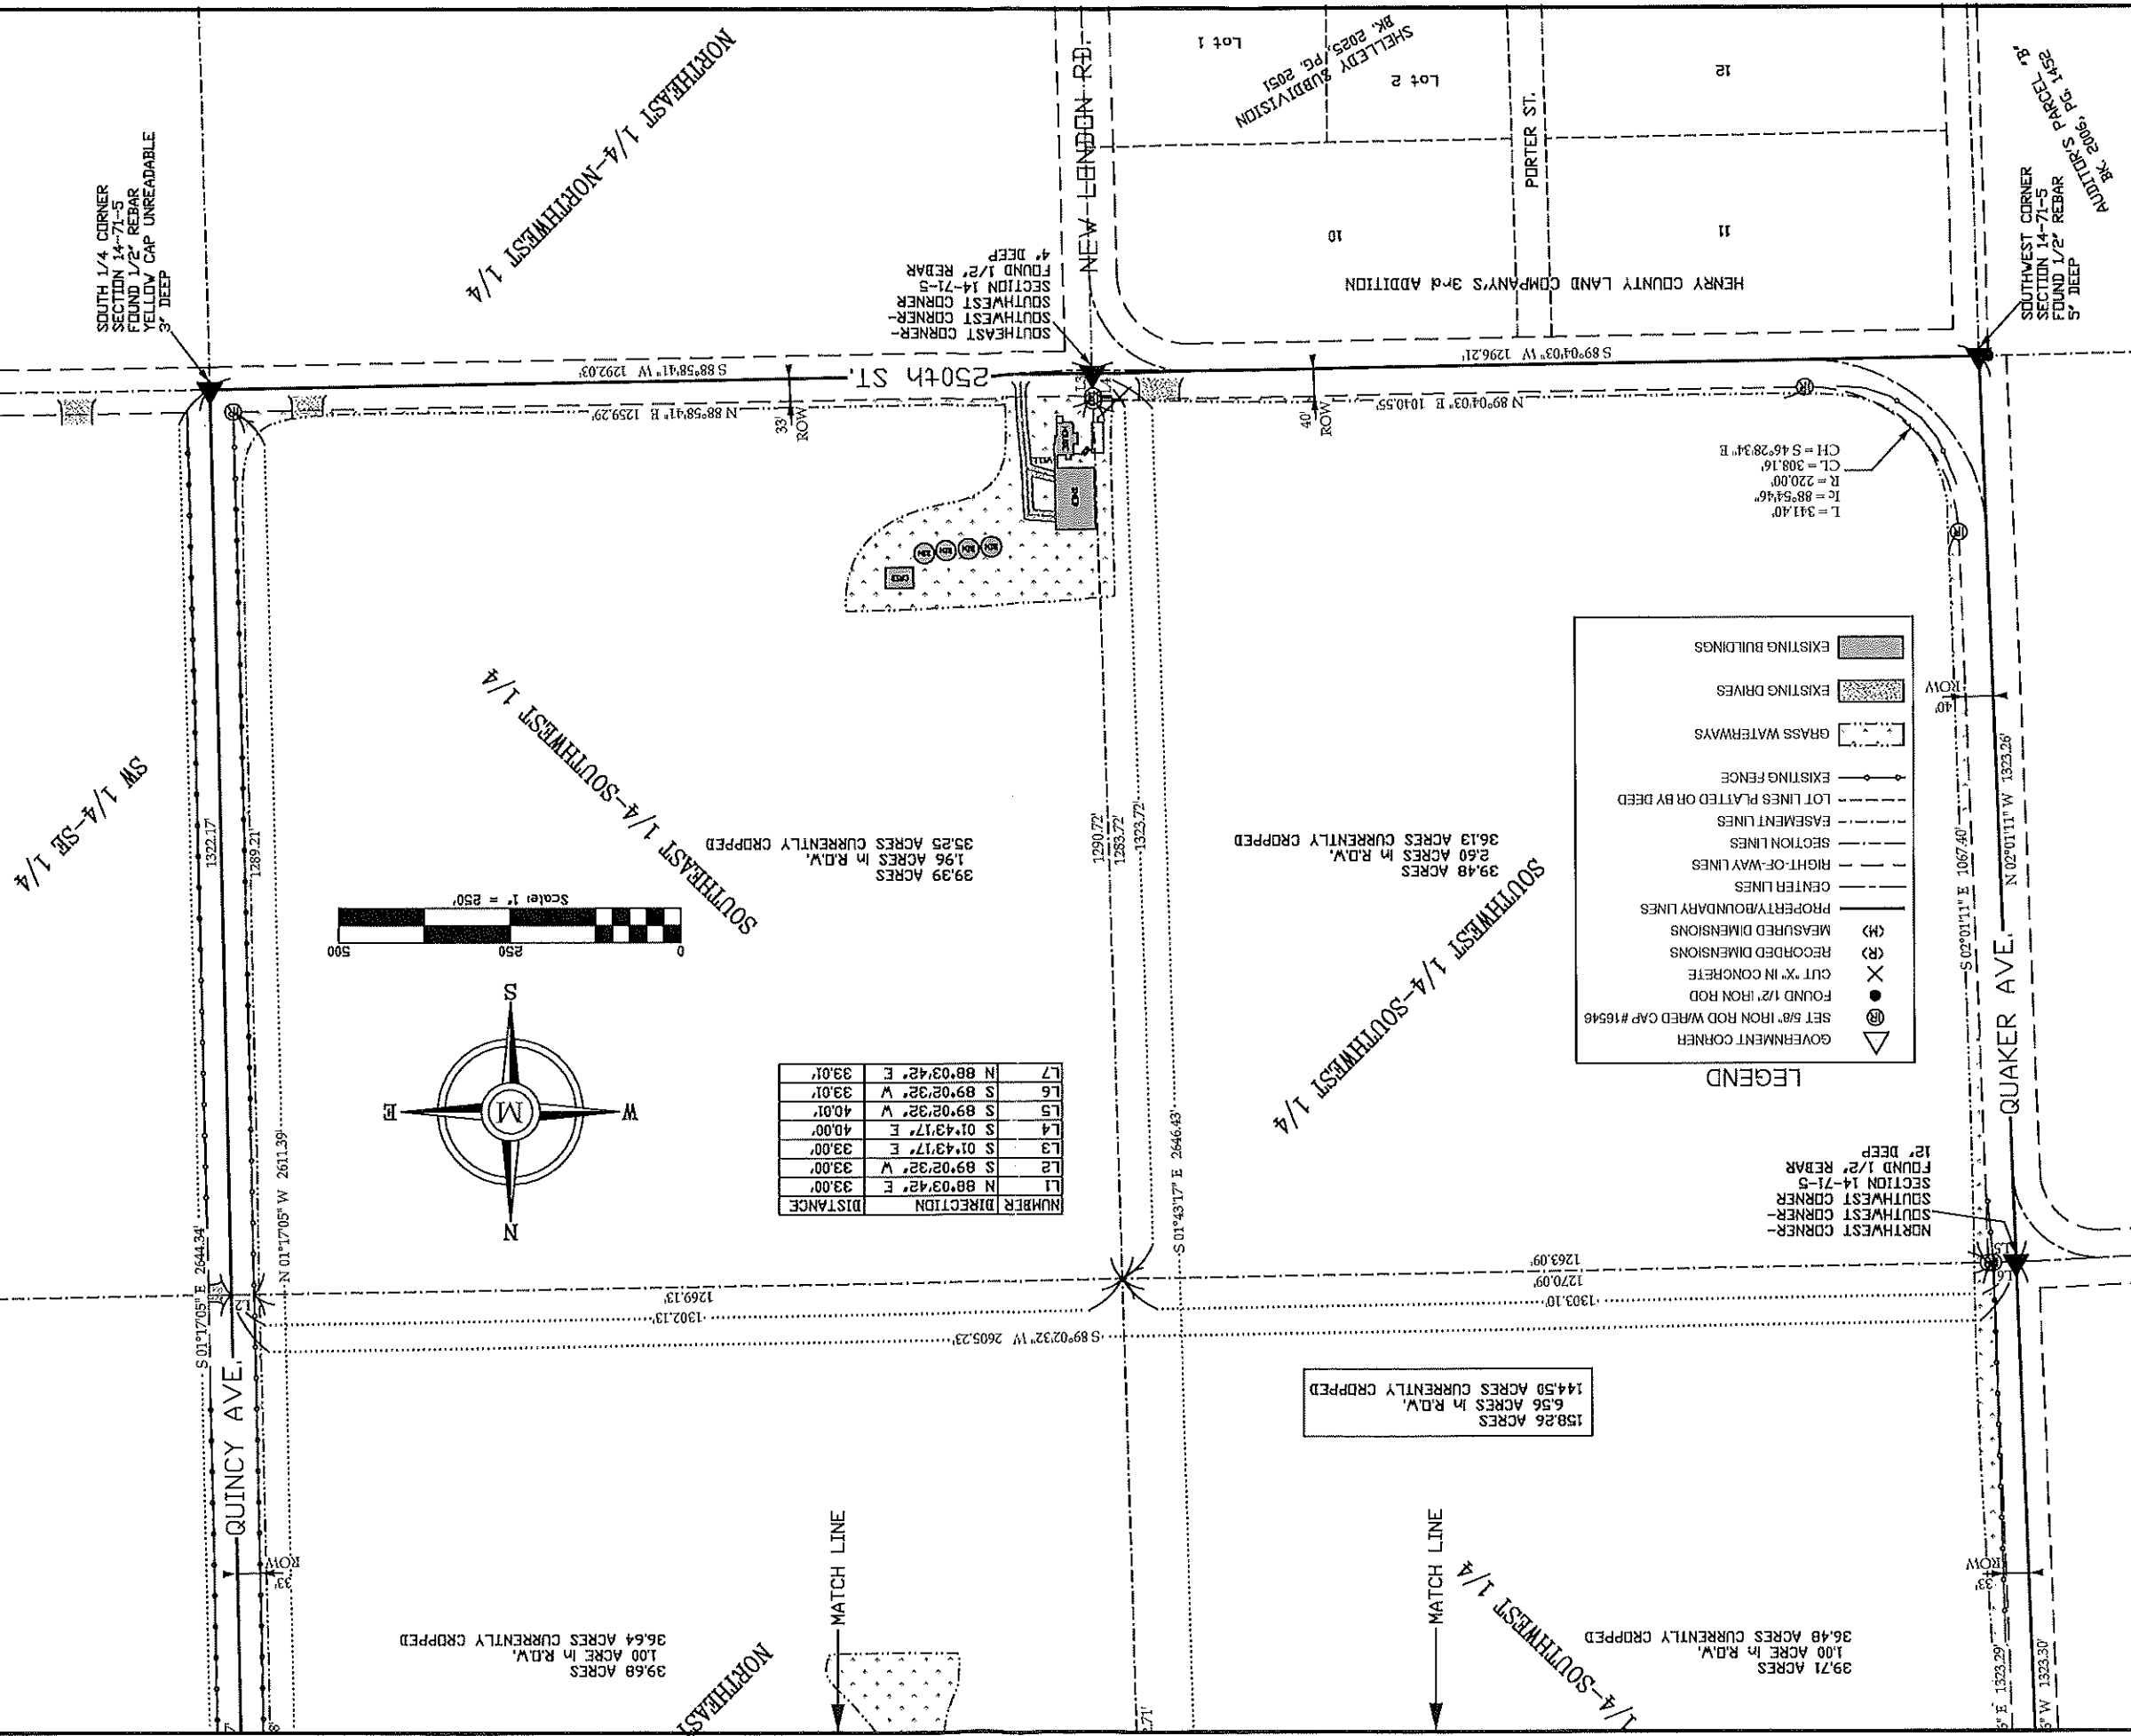 SOUTH 1/4 CORNER
SECTION 14-71-5
FOUND 1/2" REBAR
YELLOW CAP UNREADABLE
3" DEEP
NORTHEAST 1/4-NORTHWEST 1/4
NEW LONDON RD.
Lot 1
SHELLEDY SUBDIVISION
BK. 2025, PG. 2051
Lot 2
PORTER ST.
12
AUDITOR'S PARCEL "B"
BK. 2006, PG. 1452
10
11
HENRY COUNTY LAND COMPANY'S 3rd ADDITION
SOUTHWEST CORNER
SECTION 14-71-5
FOUND 1/2" REBAR
5" DEEP
SOUTHEAST CORNER-
SOUTHWEST CORNER-
SOUTHWEST CORNER
SECTION 14-71-5
FOUND 1/2" REBAR
4" DEEP
S 88°58'41" W 1292.03'
250th ST.
S 89°04'03" W 1296.21'
N 88°58'41" E 1259.29'
33'
ROW
40'
ROW
N 89°04'03" E 1040.55'
L = 341.40'
Ic = 88°54'46"
R = 220.00'
CL = 308.16'
CH = S 46°28'34" E
SW 1/4-SE 1/4
1322.17'
1289.21'
SOUTHEAST 1/4-SOUTHWEST 1/4
39.39 ACRES
1.96 ACRES In R.O.W.
35.25 ACRES CURRENTLY CROPPED
1290.72'
1283.72'
1323.72'
39.48 ACRES
2.60 ACRES In R.O.W.
36.13 ACRES CURRENTLY CROPPED
SOUTHWEST 1/4-SOUTHWEST 1/4
Scale: 1" = 250'
0
250
500
N
S
E
W
M
NUMBER DIRECTION DISTANCE
L1 N 88°03'42" E 33.00'
L2 S 89°02'32" W 33.00'
L3 S 01°43'17" E 33.00'
L4 S 01°43'17" E 40.00'
L5 S 89°02'32" W 40.01'
L6 S 89°02'32" W 33.01'
L7 N 88°03'42" E 33.01'
LEGEND
GOVERNMENT CORNER
SET 5/8" IRON ROD W/RED CAP #16546
FOUND 1/2" IRON ROD
CUT "X" IN CONCRETE
(R) RECORDED DIMENSIONS
(M) MEASURED DIMENSIONS
PROPERTY/BOUNDARY LINES
CENTER LINES
RIGHT-OF-WAY LINES
SECTION LINES
EASEMENT LINES
LOT LINES PLATTED OR BY DEED
EXISTING FENCE
GRASS WATERWAYS
EXISTING DRIVES
EXISTING BUILDINGS
40'
ROW
N 02°01'11" W 1323.26'
S 02°01'11" E 1067.40'
QUAKER AVE.
NORTHWEST CORNER-
SOUTHWEST CORNER-
SOUTHWEST CORNER
SECTION 14-71-5
FOUND 1/2" REBAR
12" DEEP
L5
L6
S 01°17'05" E 2644.34'
N 01°17'05" W 2611.39'
S 01°43'17" E 2646.43'
L2
1269.13'
1302.13'
S 89°02'32" W 2605.23'
1263.09'
1270.09'
1303.10'
158.26 ACRES
6.56 ACRES In R.O.W.
144.50 ACRES CURRENTLY CROPPED
QUINCY AVE.
33'
ROW
MATCH LINE
MATCH LINE
33'
ROW
39.68 ACRES
1.00 ACRE In R.O.W.
36.64 ACRES CURRENTLY CROPPED
NORTHEAST
1/4-SOUTHWEST 1/4
39.71 ACRES
1.00 ACRE In R.O.W.
36.48 ACRES CURRENTLY CROPPED
E 1323.29'
W 1323.30'